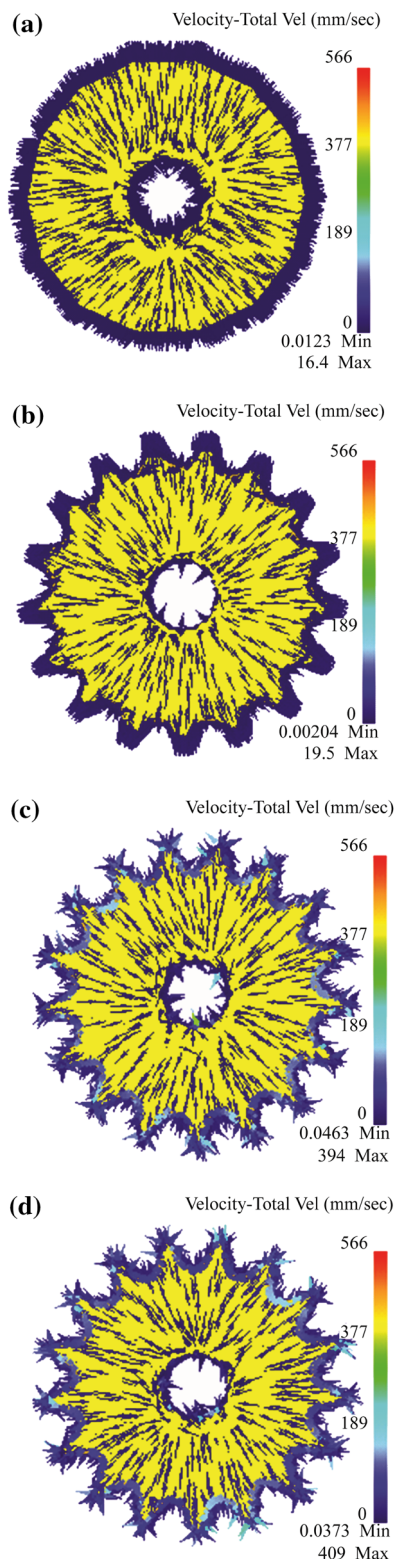 (a)
Velocity-Total Vel (mm/sec)
566
377
189
0
0.0123 Min
16.4 Max
(b)
Velocity-Total Vel (mm/sec)
566
377
189
0
0.00204 Min
19.5 Max
(c)
Velocity-Total Vel (mm/sec)
566
377
189
0
0.0463 Min
394 Max
(d)
Velocity-Total Vel (mm/sec)
566
377
189
0
0.0373 Min
409 Max